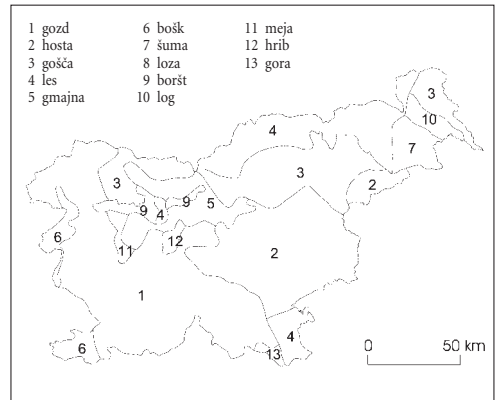 1 gozd
2 hosta
3 gošča
4 les
5 gmajna
6 bošk
7 šuma
8 loza
9 boršt
10 log
11 meja
12 hrib
13 gora
3
10
4
7
3
3
2
9
4
9
5
6
11
12
2
1
4
6
13
0 50 km